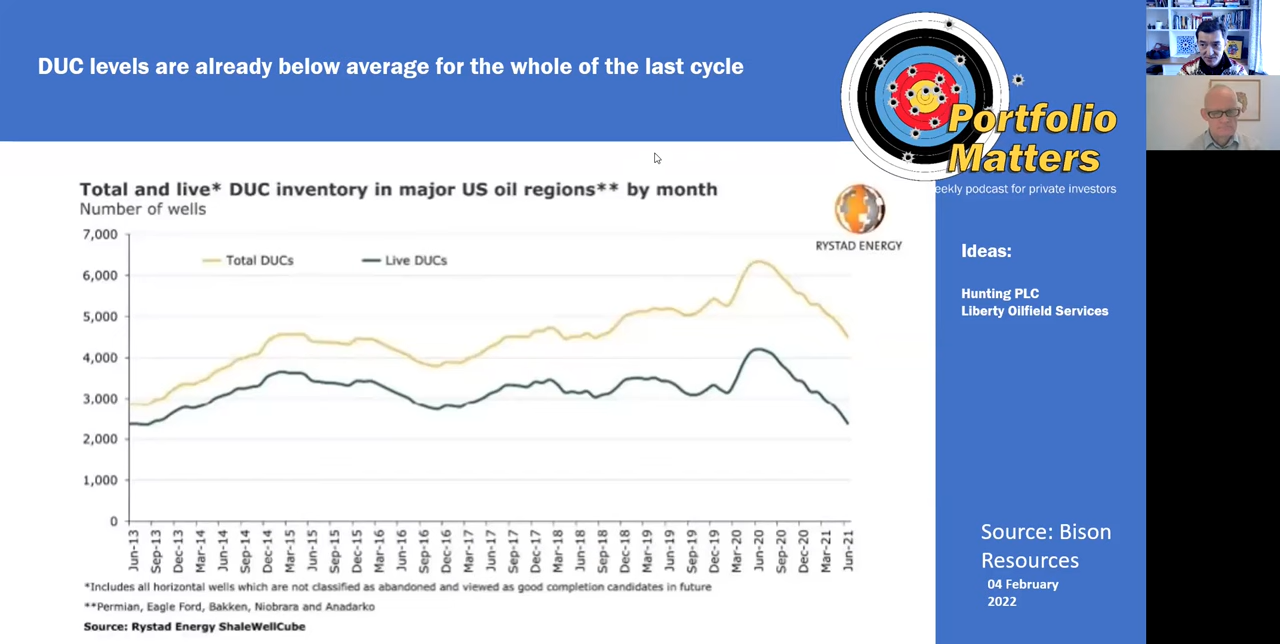 DUC levels are already below average for the whole of the last cycle
Portfolio
Matters
eekly podcast for private investors
Total and live* DUC inventory in major US oil regions** by month
Number of wells
RYSTAD ENERGY
Total DUCs
Live DUCs
7,000
6,000
5,000
4,000
3,000
2,000
1,000
0
Jun-13
Sep-13
Dec-13
Mar-14
Jun-14
Sep-14
Dec-14
Mar-15
Jun-15
Sep-15
Dec-15
Mar-16
Jun-16
Sep-16
Dec-16
Mar-17
Jun-17
Sep-17
Dec-17
Mar-18
Jun-18
Sep-18
Dec-18
Mar-19
Jun-19
Sep-19
Dec-19
Mar-20
Jun-20
Sep-20
Dec-20
Mar-21
Jun-21
*Includes all horizontal wells which are not classified as abandoned and viewed as good completion candidates in future
**Permian, Eagle Ford, Bakken, Niobrara and Anadarko
Source: Rystad Energy ShaleWellCube
Ideas:
Hunting PLC
Liberty Oilfield Services
Source: Bison
Resources
04 February
2022